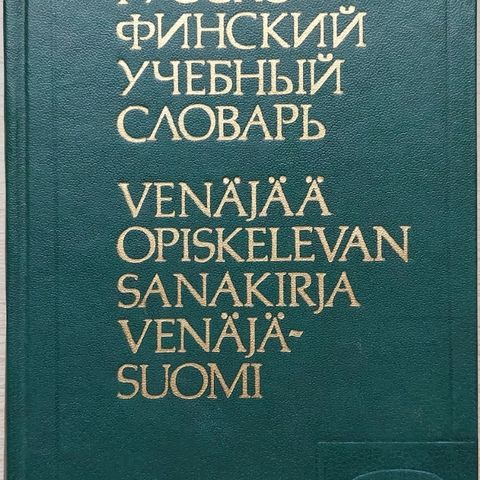 ФИНСКИЙ
УЧЕБНЫЙ
СЛОВАРЬ
VENÄJÄÄ
OPISKELEVAN
SANAKIRJA
VENÄJÄ-
SUOMI